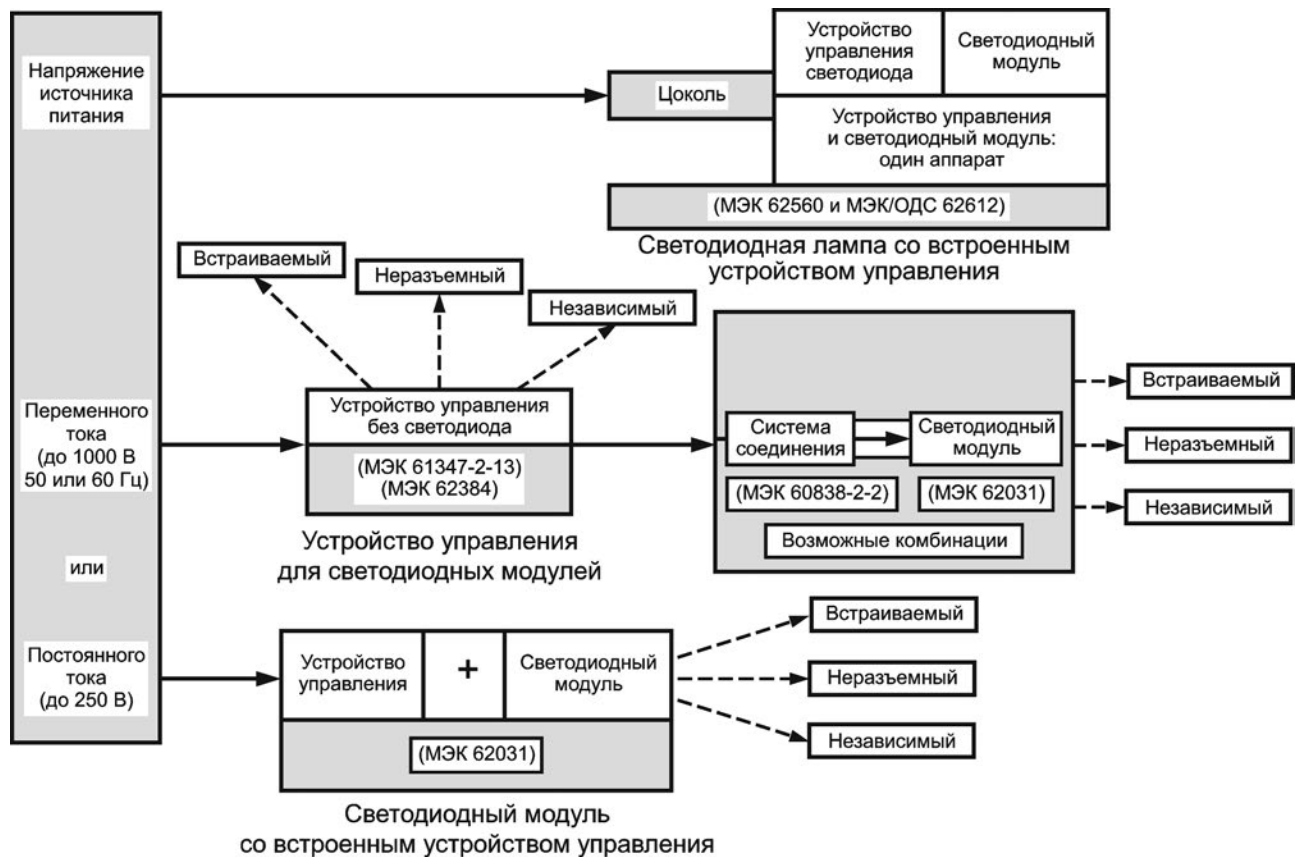 Напряжение
источника
питания
Переменного
тока
(до 1000 В
50 или 60 Гц)
или
Постоянного
тока
(до 250 В)
Цоколь
Устройство
управления
светодиода
Светодиодный
модуль
Устройство управления
и светодиодный модуль:
один аппарат
(МЭК 62560 и МЭК/ОДС 62612)
Светодиодная лампа со встроенным
устройством управления
Встраиваемый
Неразъемный
Независимый
Устройство управления
без светодиода
(МЭК 61347-2-13)
(МЭК 62384)
Устройство управления
для светодиодных модулей
Система
соединения
Светодиодный
модуль
(МЭК 60838-2-2)
(МЭК 62031)
Возможные комбинации
Встраиваемый
Неразъемный
Независимый
Устройство
управления
+
Светодиодный
модуль
(МЭК 62031)
Светодиодный модуль
со встроенным устройством управления
Встраиваемый
Неразъемный
Независимый